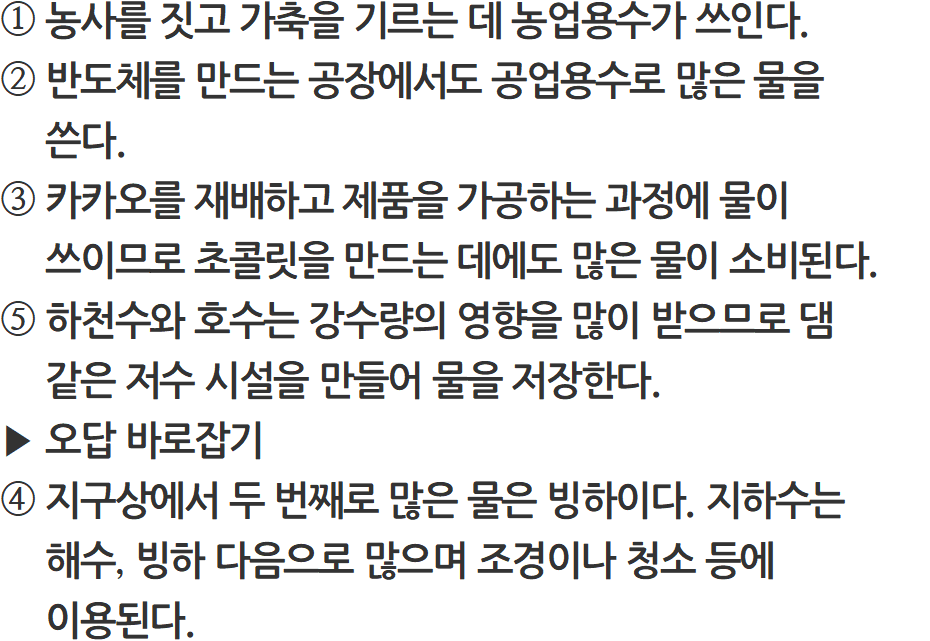 ① 농사를 짓고 가축을 기르는 데 농업용수가 쓰인다.
② 반도체를 만드는 공장에서도 공업용수로 많은 물을
쓴다.
③ 카카오를 재배하고 제품을 가공하는 과정에 물이
쓰이므로 초콜릿을 만드는 데에도 많은 물이 소비된다.
⑤ 하천수와 호수는 강수량의 영향을 많이 받으므로 댐
같은 저수 시설을 만들어 물을 저장한다.
▶ 오답 바로잡기
④ 지구상에서 두 번째로 많은 물은 빙하이다. 지하수는
해수, 빙하 다음으로 많으며 조경이나 청소 등에
이용된다.